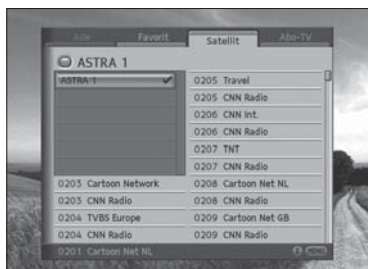 Alle Favorit Satellit Abo-TV
ASTRA 1
ASTRA 1
0203 Cartoon Network
0203 CNN Radio
0204 TVBS Europe
0204 CNN Radio
0205 Travel
0205 CNN Radio
0206 CNN Int.
0206 CNN Radio
0207 TNT
0207 CNN Radio
0208 Cartoon Net NL
0208 CNN Radio
0209 Cartoon Net GB
0209 CNN Radio
0201 Cartoon Net NL
MENU